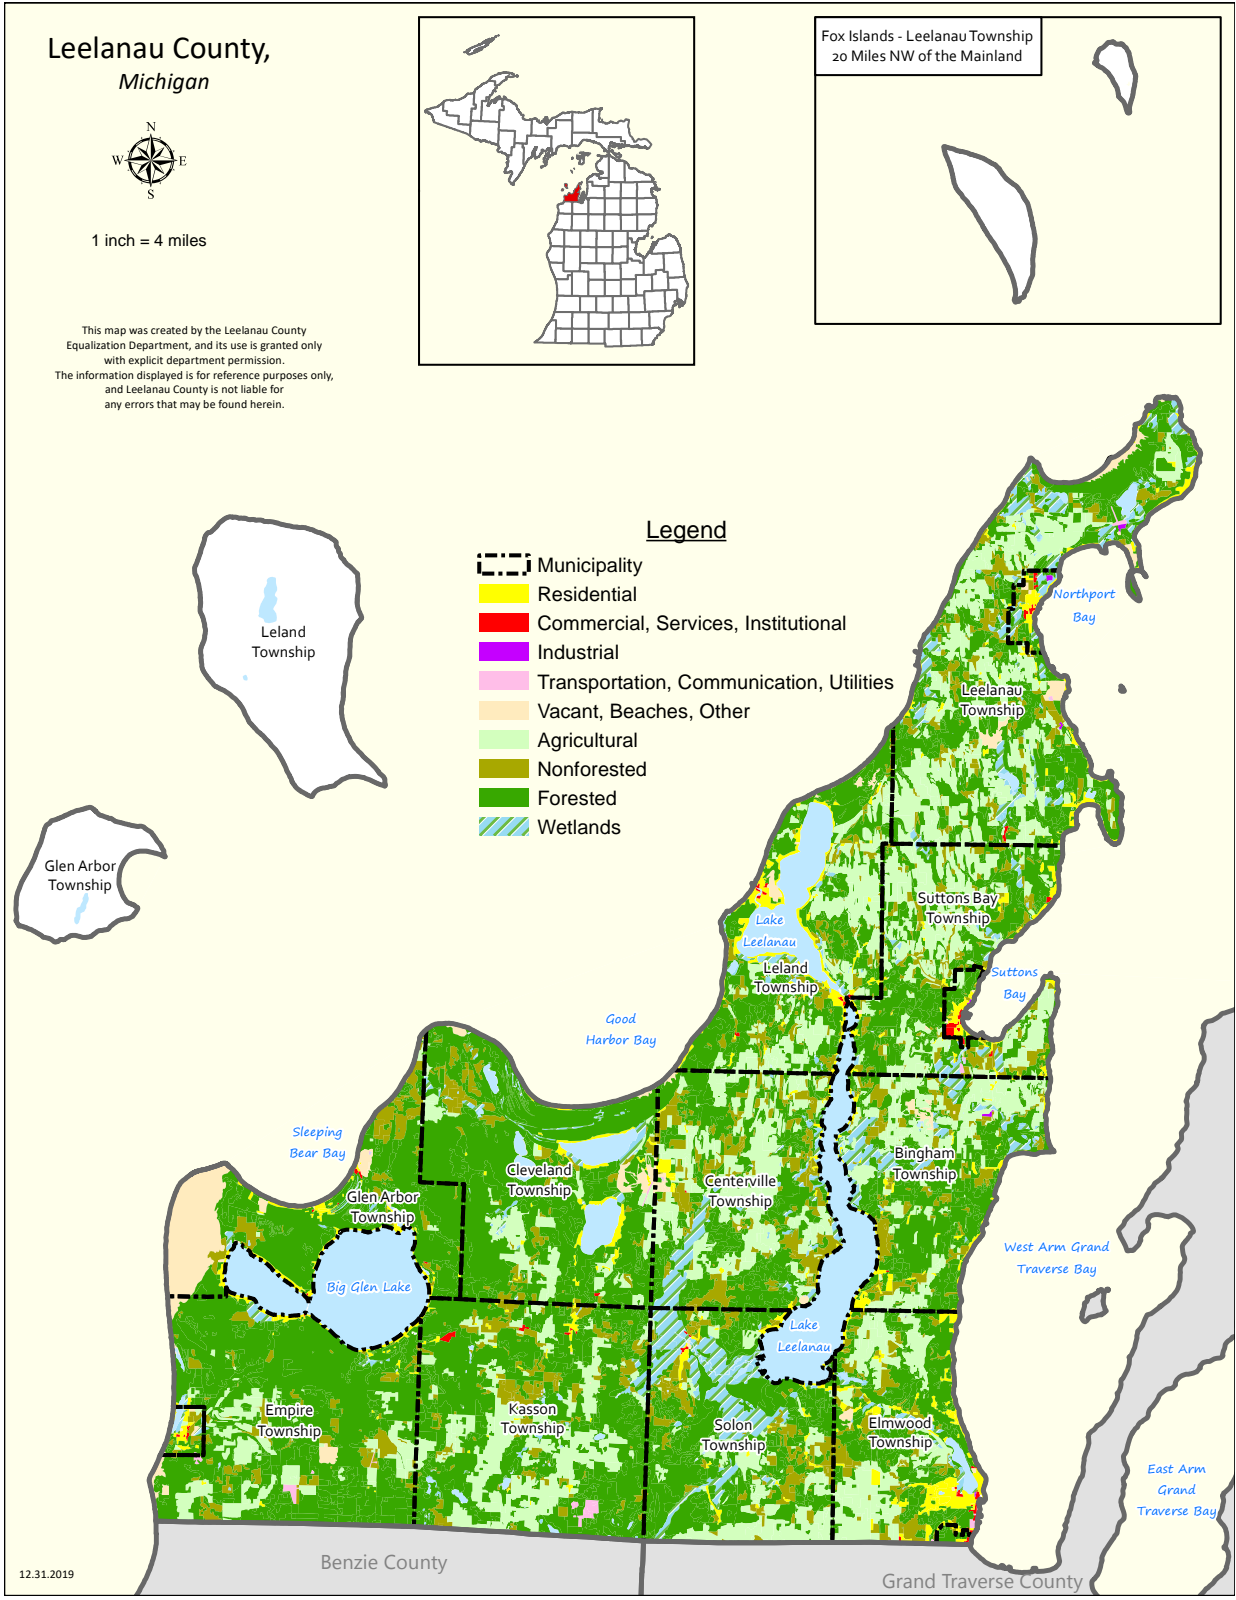 Leelanau County,
Michigan
N
W E
S
1 inch = 4 miles
This map was created by the Leelanau County
Equalization Department, and its use is granted only
with explicit department permission.
The information displayed is for reference purposes only,
and Leelanau County is not liable for
any errors that may be found herein.
Fox Islands - Leelanau Township
20 Miles NW of the Mainland
Legend
Municipality
Residential
Commercial, Services, Institutional
Industrial
Transportation, Communication, Utilities
Vacant, Beaches, Other
Agricultural
Nonforested
Forested
Wetlands
Leland
Township
Glen Arbor
Township
Northport
Bay
Leelanau
Township
Suttons Bay
Township
Lake
Leelanau
Leland
Township
Suttons
Bay
Good
Harbor Bay
Sleeping
Bear Bay
Cleveland
Township
Centerville
Township
Bingham
Township
Glen Arbor
Township
West Arm Grand
Traverse Bay
Big Glen Lake
Lake
Leelanau
Empire
Township
Kasson
Township
Solon
Township
Elmwood
Township
East Arm
Grand
Traverse Bay
Benzie County
Grand Traverse County
12.31.2019